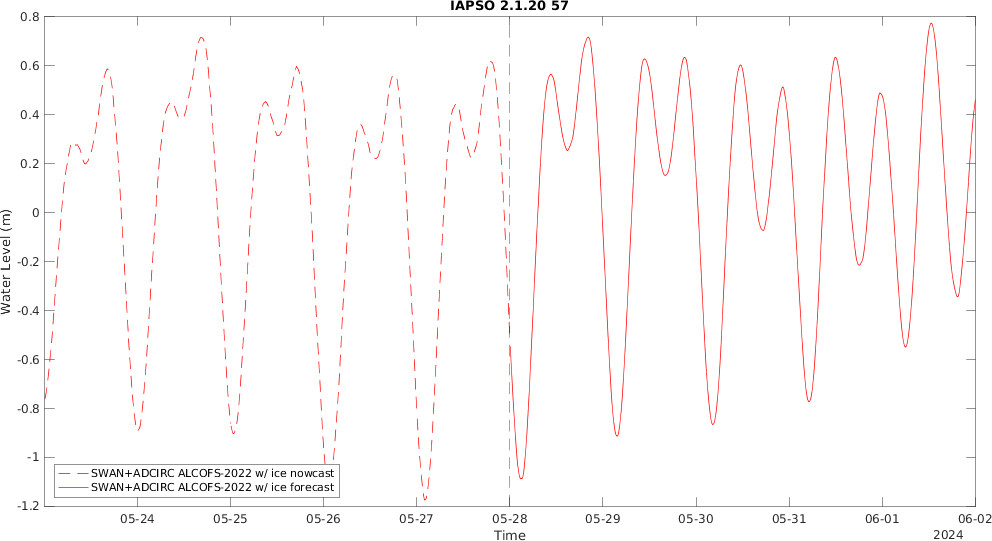 IAPSO 2.1.20 57
0.8
0.6
0.4
0.2
0
-0.2
-0.4
-0.6
-0.8
-1
-1.2
Water Level (m)
SWAN+ADCIRC ALCOFS-2022 w/ ice nowcast
SWAN+ADCIRC ALCOFS-2022 w/ ice forecast
05-24 05-25 05-26 05-27 05-28 05-29 05-30 05-31 06-01 06-02
Time
2024